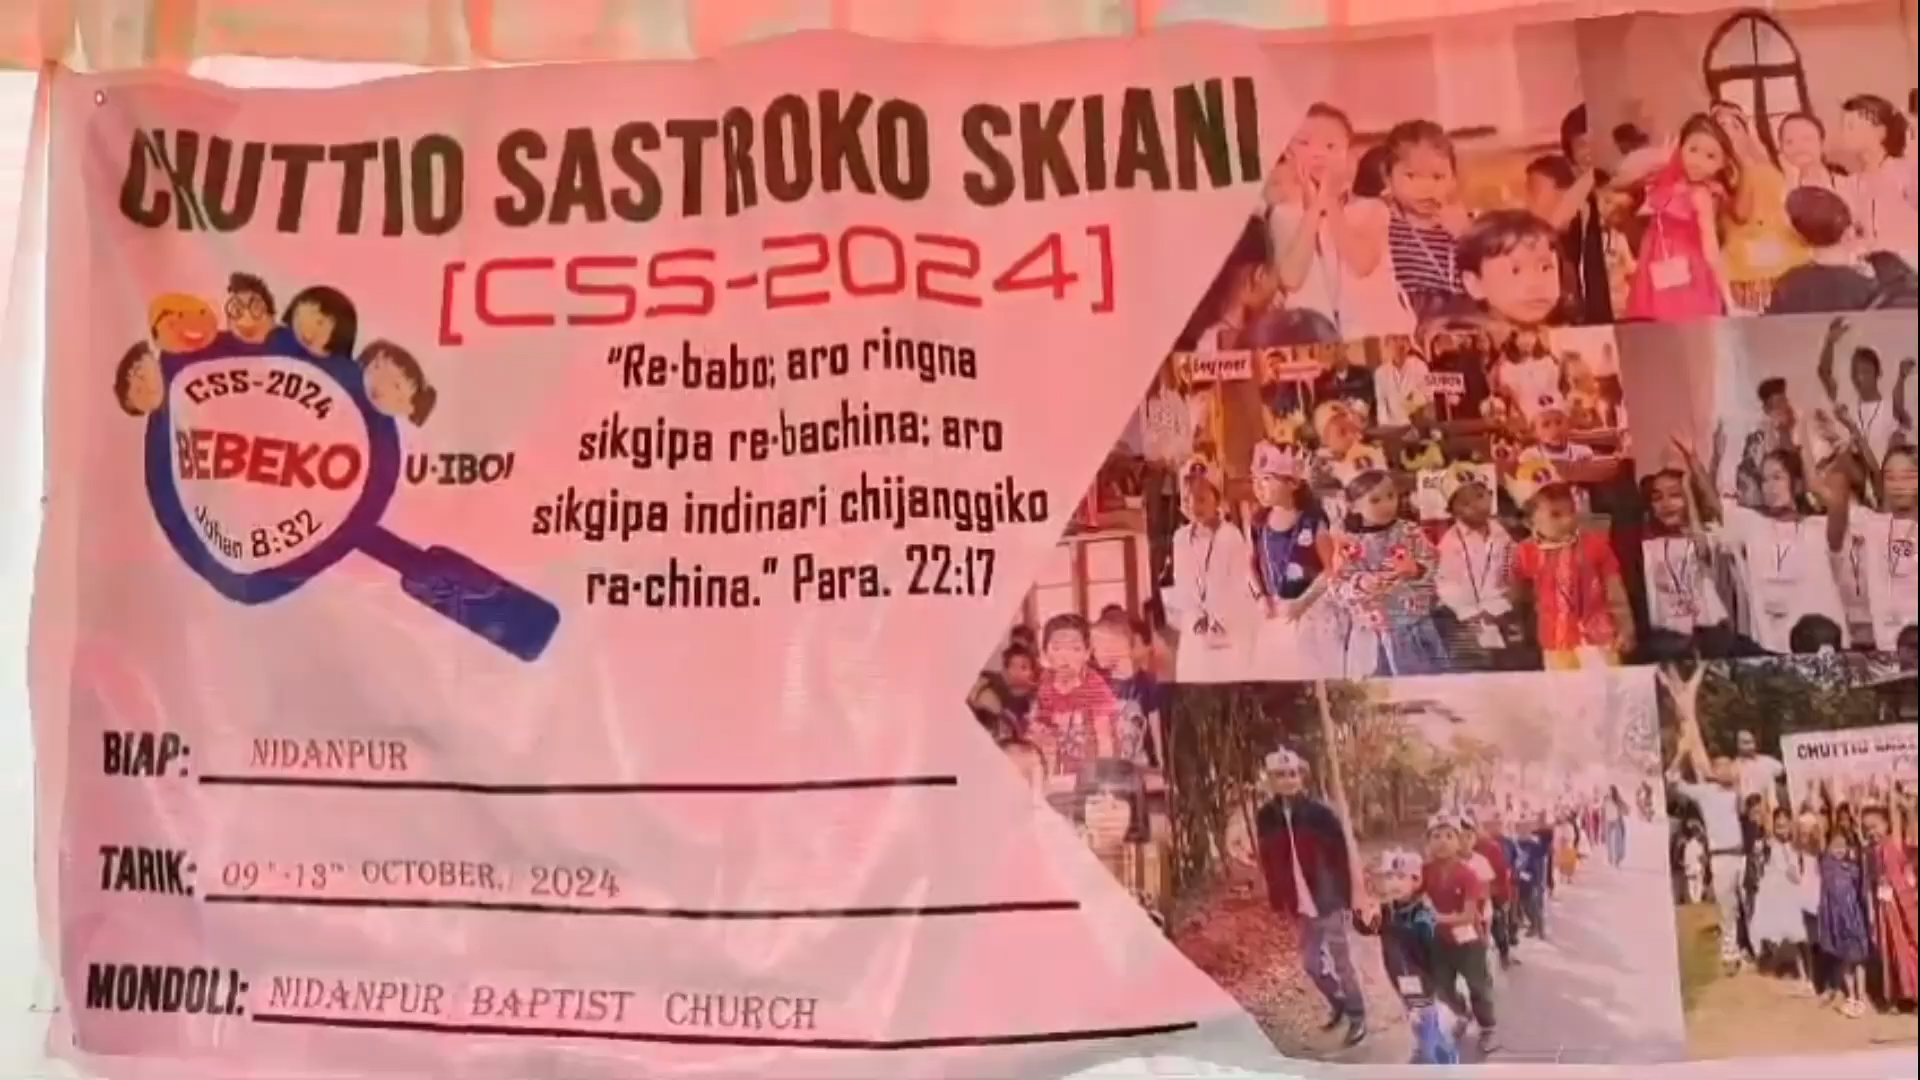 CHUTTIO SASTROKO SKIANI
[CSS-2024]
"Re·babo; aro ringna
sikgipa re·bachina; aro
sikgipa indinari chijanggiko
ra·china." Para. 22:17
CSS-2024
BEBEKO
U·IBO!
Johan 8:32
BIAP: NIDANPUR
TARIK: 09"-13" OCTOBER, 2024
MONDOLI: NIDANPUR BAPTIST CHURCH
CHUTTIO